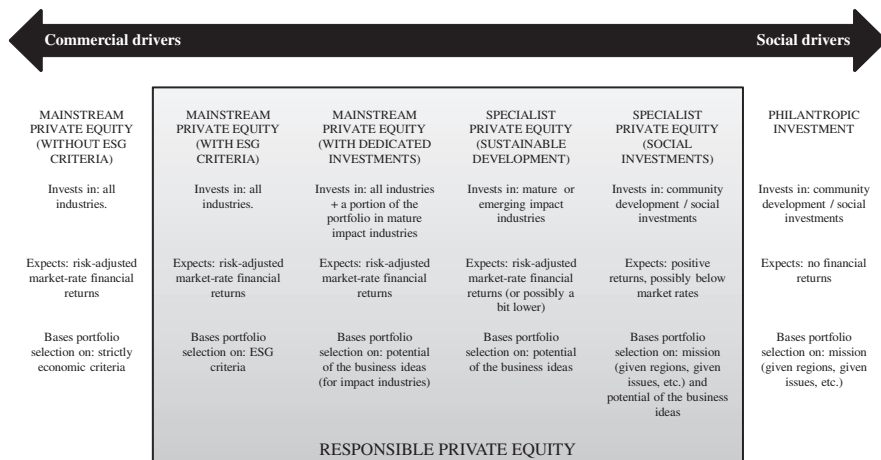 Commercial drivers
Social drivers
MAINSTREAM
PRIVATE EQUITY
(WITHOUT ESG
CRITERIA)
Invests in: all
industries.
Expects: risk-adjusted
market-rate financial
returns
Bases portfolio
selection on: strictly
economic criteria
MAINSTREAM
PRIVATE EQUITY
(WITH ESG
CRITERIA)
Invests in: all
industries.
Expects: risk-adjusted
market-rate financial
returns
Bases portfolio
selection on: ESG
criteria
MAINSTREAM
PRIVATE EQUITY
(WITH DEDICATED
INVESTMENTS)
Invests in: all industries
+ a portion of the
portfolio in mature
impact industries
Expects: risk-adjusted
market-rate financial
returns
Bases portfolio
selection on: potential
of the business ideas
(for impact industries)
SPECIALIST
PRIVATE EQUITY
(SUSTAINABLE
DEVELOPMENT)
Invests in: mature or
emerging impact
industries
Expects: risk-adjusted
market-rate financial
returns (or possibly a
bit lower)
Bases portfolio
selection on: potential
of the business ideas
SPECIALIST
PRIVATE EQUITY
(SOCIAL
INVESTMENTS)
Invests in: community
development / social
investments
Expects: positive
returns, possibly below
market rates
Bases portfolio
selection on: mission
(given regions, given
issues, etc.) and
potential of the business
ideas
PHILANTROPIC
INVESTMENT
Invests in: community
development / social
investments
Expects: no financial
returns
Bases portfolio
selection on: mission
(given regions, given
issues, etc.)
RESPONSIBLE PRIVATE EQUITY